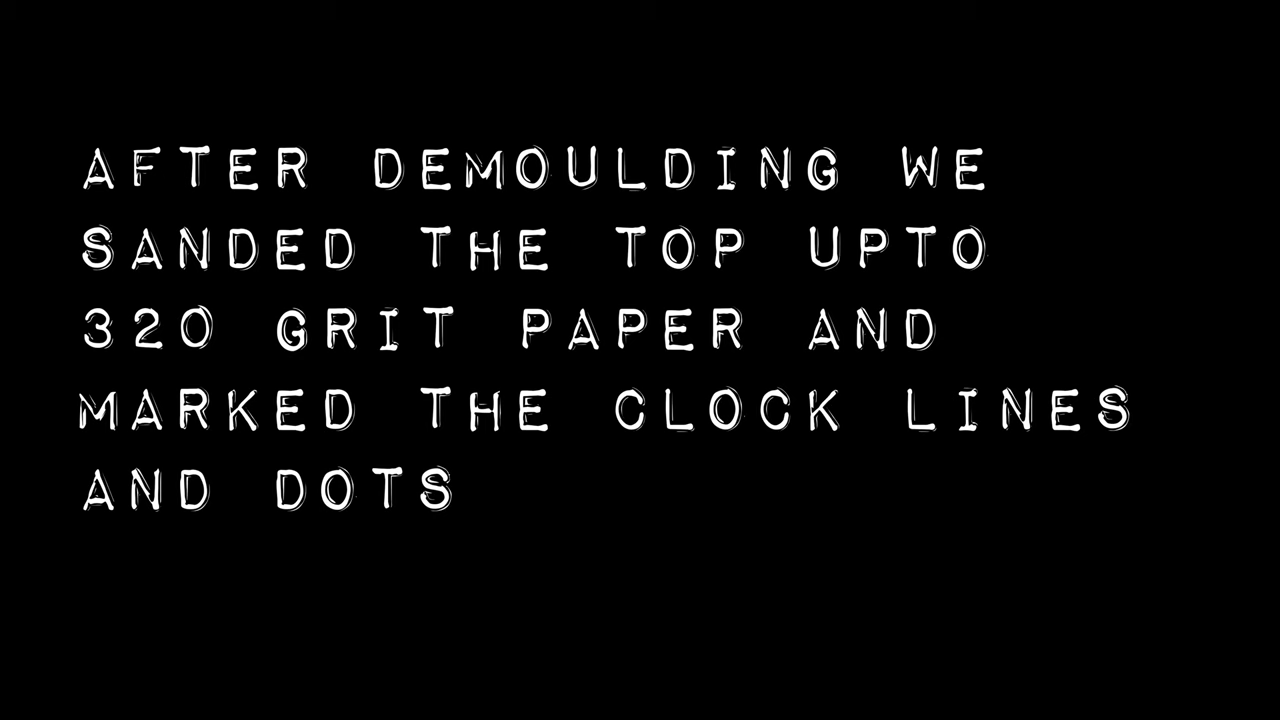 AFTER DEMOULDING WE
SANDED THE TOP UPTO
320 GRIT PAPER AND
MARKED THE CLOCK LINES
AND DOTS